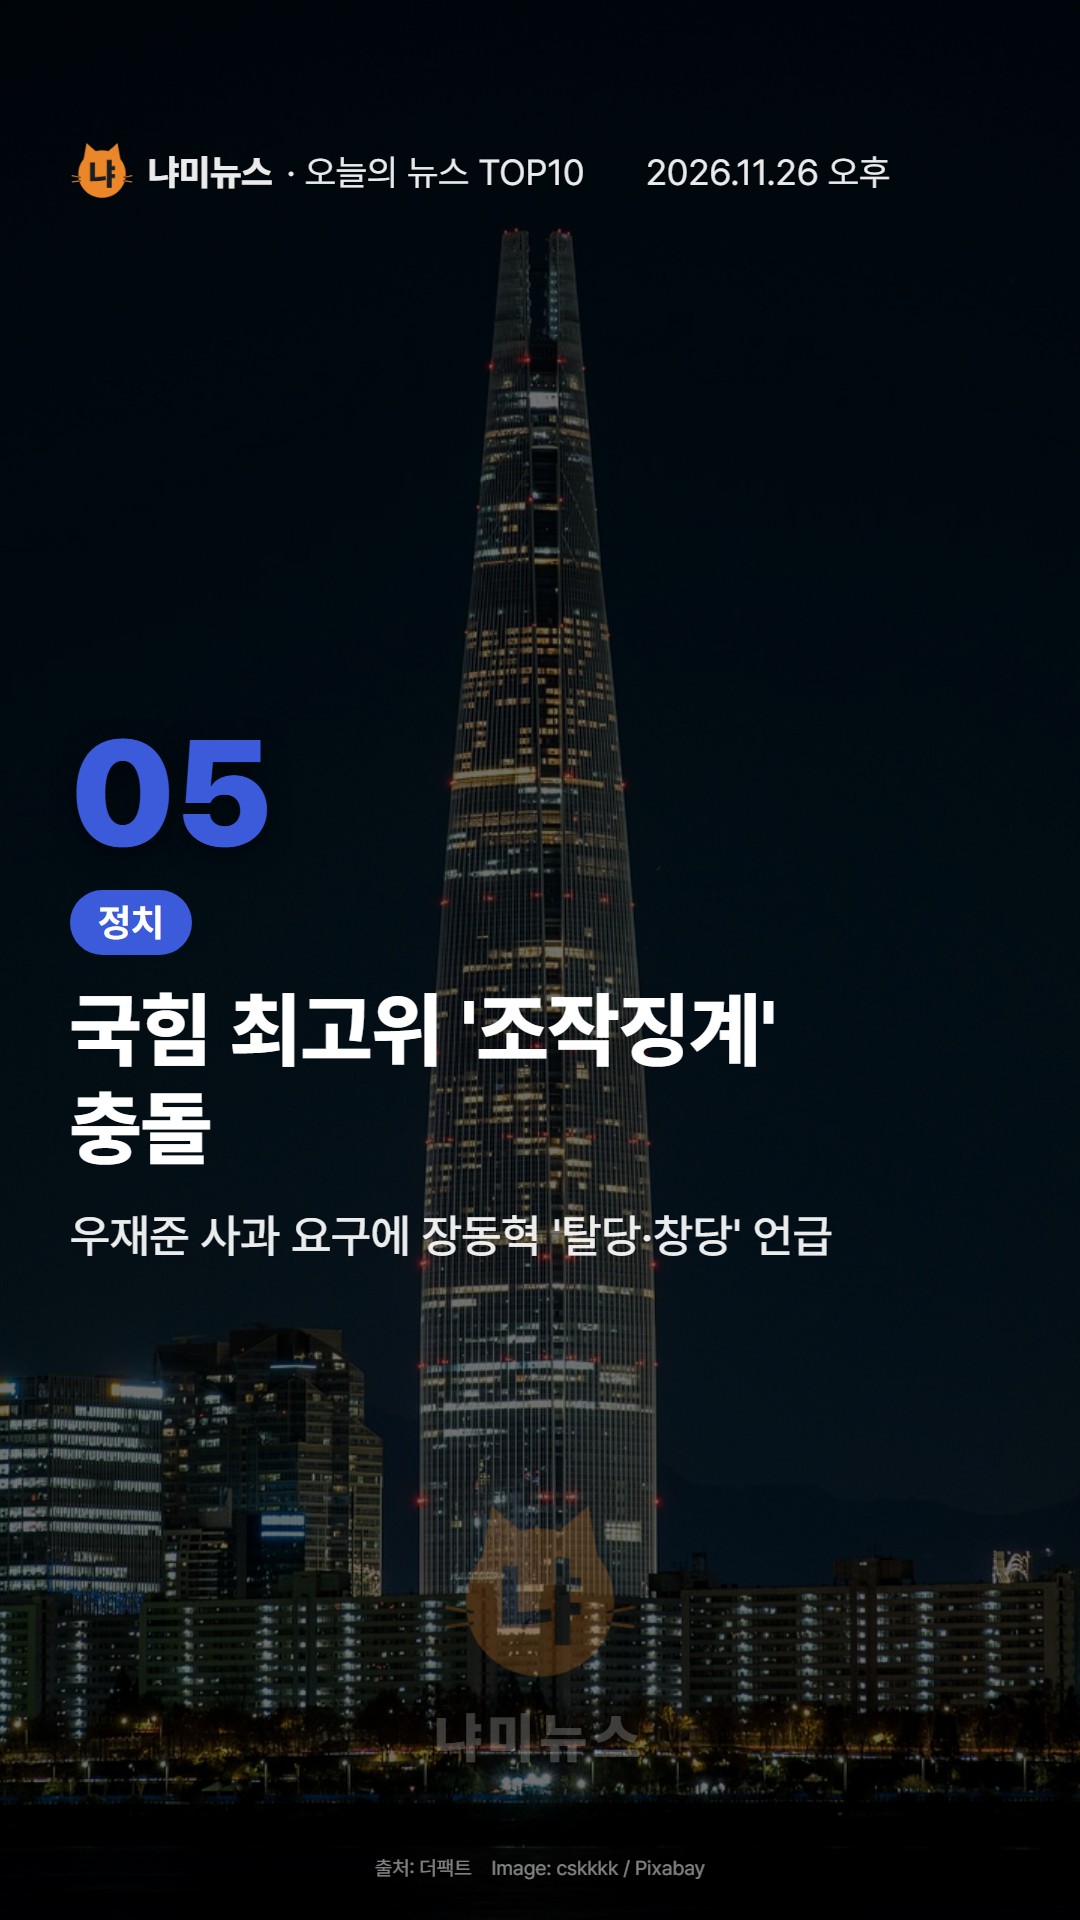 냐
냐미뉴스 · 오늘의 뉴스 TOP10 2026.11.26 오후
05
정치
국힘 최고위 '조작징계'
충돌
우재준 사과 요구에 장동혁 '탈당·창당' 언급
냐
냐미뉴스
출처: 더팩트 Image: cskkkk / Pixabay